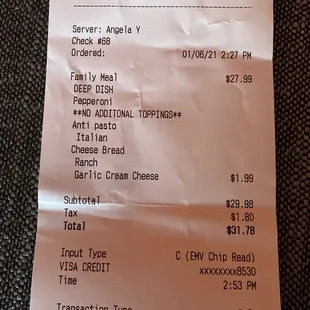 Server: Angela Y
Check #68
Ordered: 01/06/21 2:27 PM
Family Meal $27.99
DEEP DISH
Pepperoni
**NO ADDITONAL TOPPINGS**
Anti pasto
Italian
Cheese Bread
Ranch
Garlic Cream Cheese $1.99
Subtotal $29.98
Tax $1.80
Total $31.78
Input Type C (EMV Chip Read)
VISA CREDIT xxxxxxxx8530
Time 2:53 PM
Transaction Type